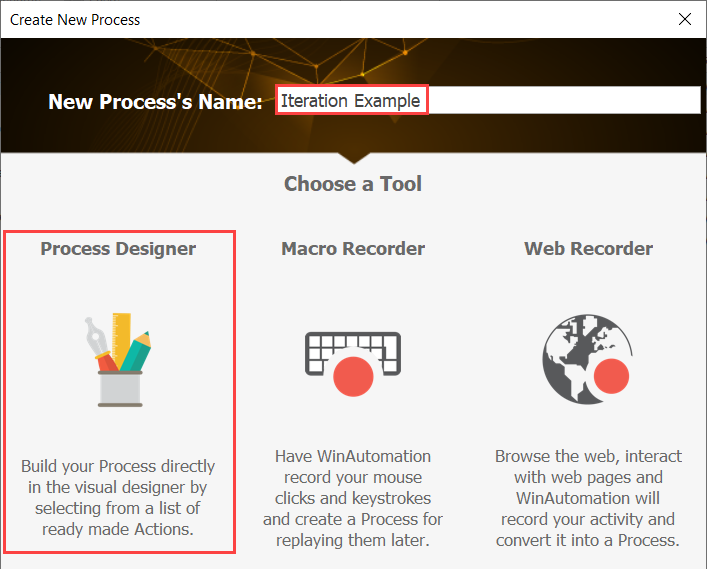 Create New Process
New Process's Name: Iteration Example
Choose a Tool
Process Designer
Build your Process directly
in the visual designer by
selecting from a list of
ready made Actions.
Macro Recorder
Have WinAutomation
record your mouse
clicks and keystrokes
and create a Process for
replaying them later.
Web Recorder
Browse the web, interact
with web pages and
WinAutomation will
record your activity and
convert it into a Process.